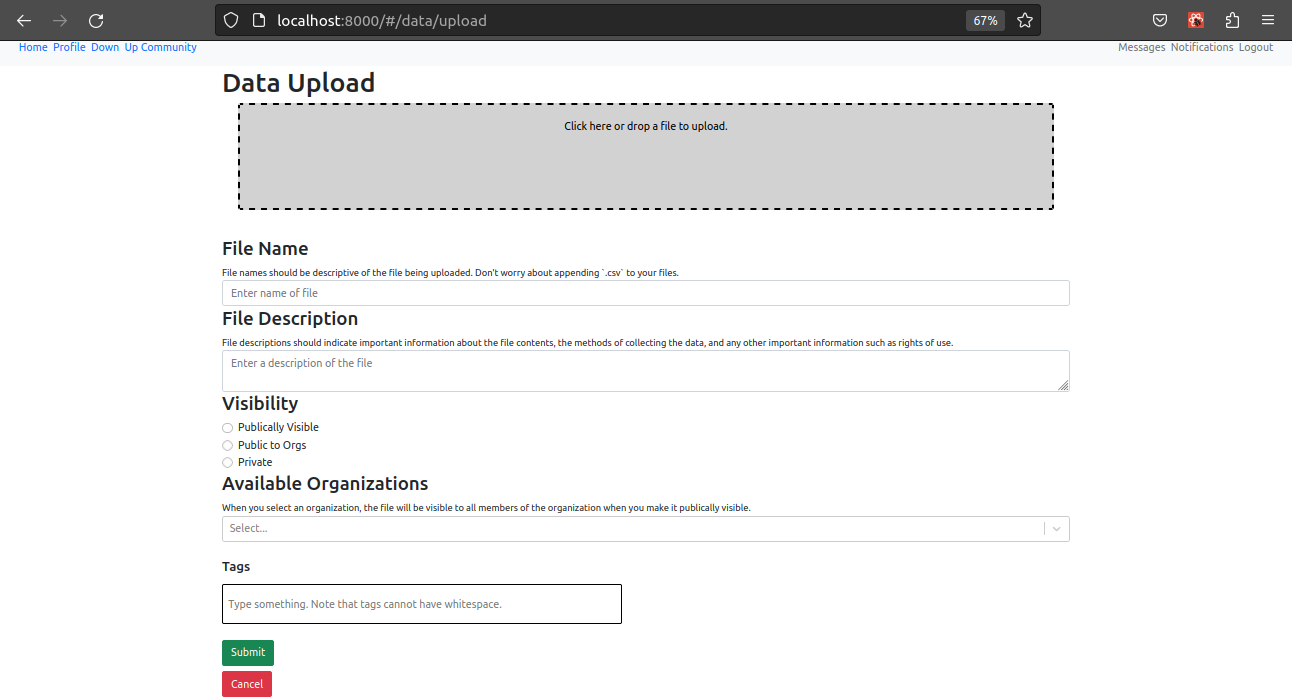 localhost:8000/#/data/upload 67%
Home Profile Down Up Community Messages Notifications Logout
Data Upload
Click here or drop a file to upload.
File Name
File names should be descriptive of the file being uploaded. Don't worry about appending `.csv` to your files.
Enter name of file
File Description
File descriptions should indicate important information about the file contents, the methods of collecting the data, and any other important information such as rights of use.
Enter a description of the file
Visibility
Publically Visible
Public to Orgs
Private
Available Organizations
When you select an organization, the file will be visible to all members of the organization when you make it publically visible.
Select...
Tags
Type something. Note that tags cannot have whitespace.
Submit
Cancel